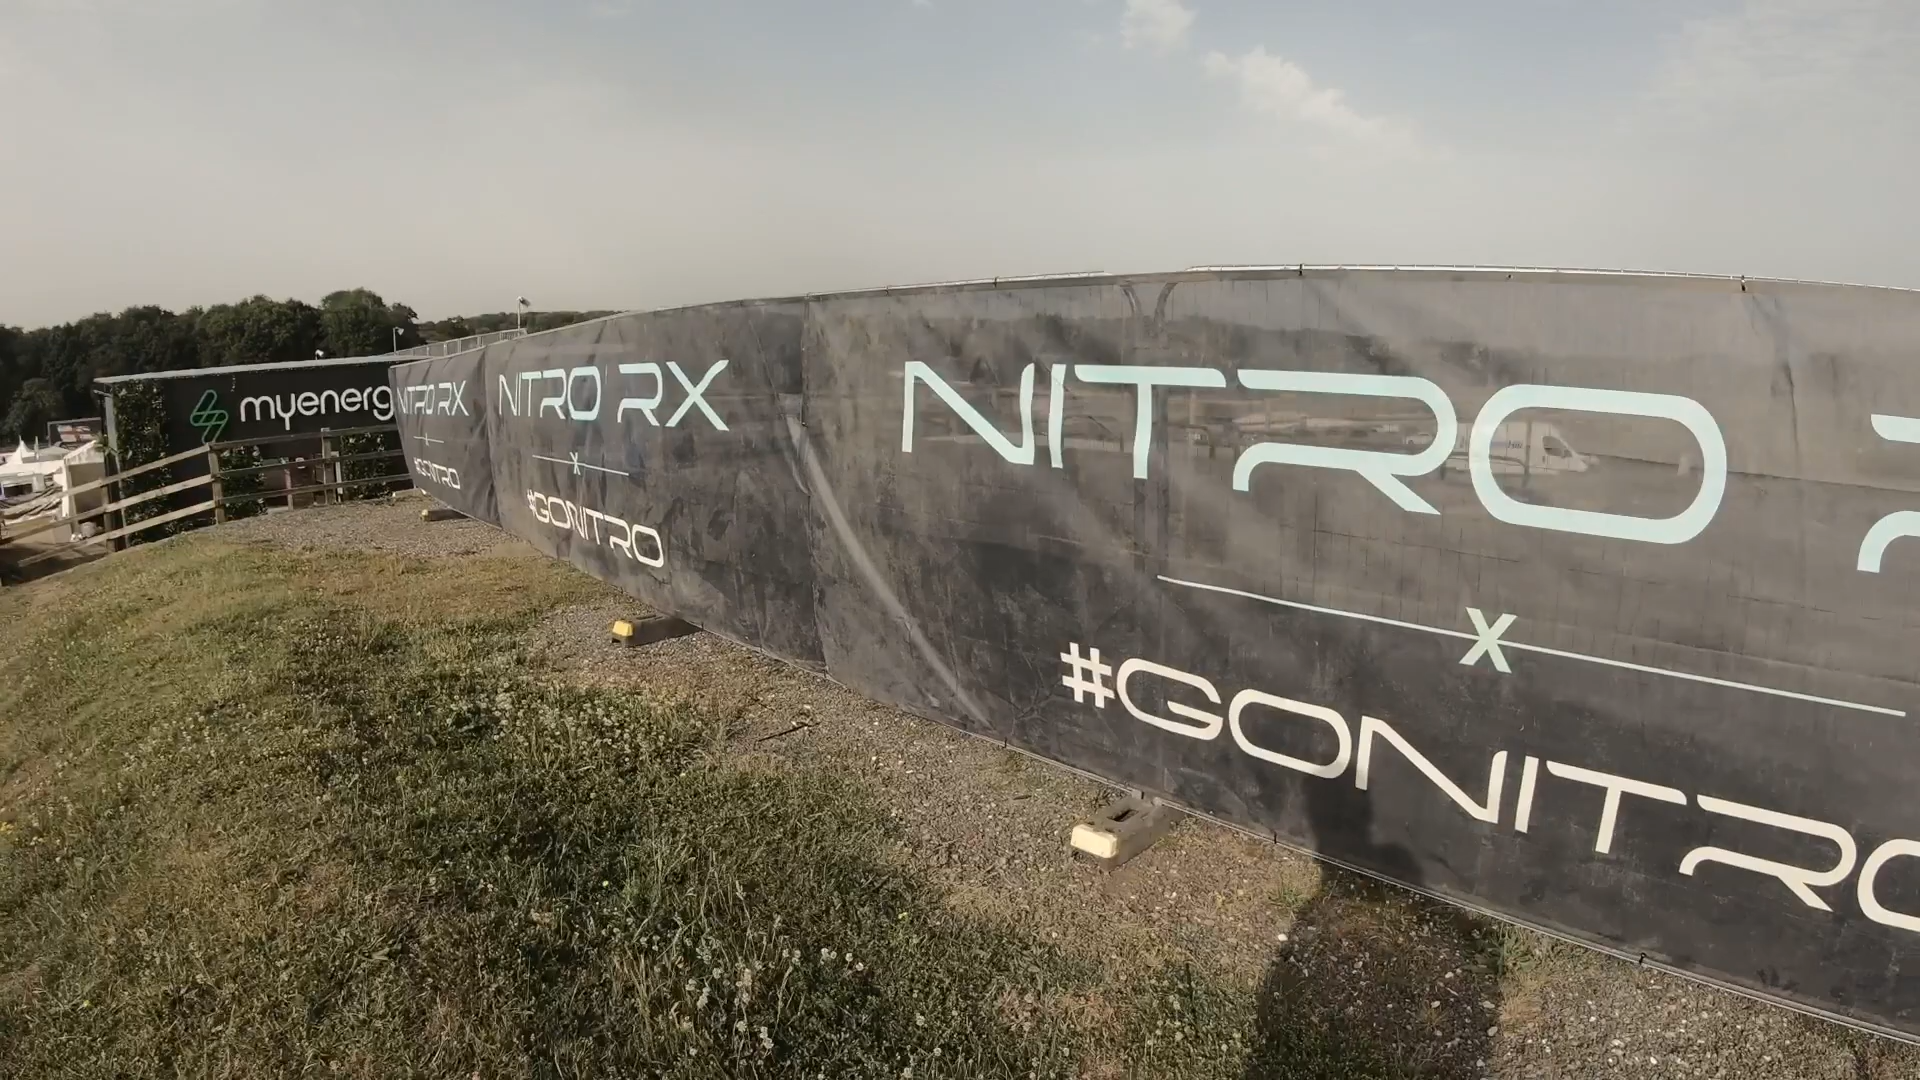 myenerg
NITRO RX
X
#GONITRO
NITRO RX
X
#GONITRO
NITRO
X
#GONITRO